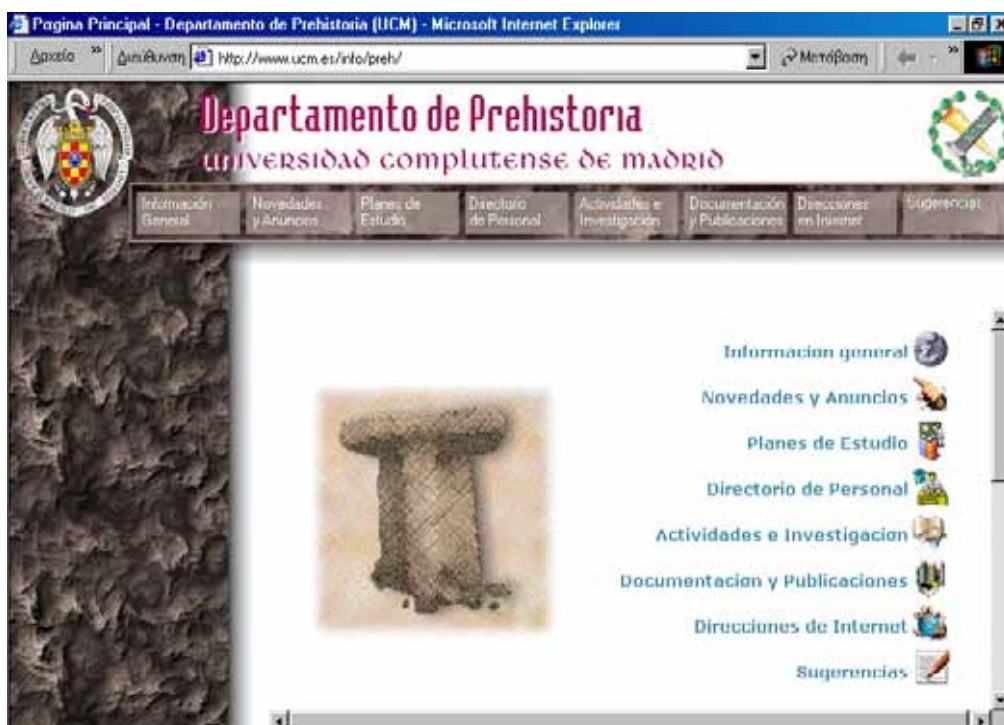 Pagina Principal - Departamento de Prehistoria (UCM) - Microsoft Internet Explorer
Αρχείο » Διεύθυνση http://www.ucm.es/info/preh/ Μετάβαση »
Departamento de Prehistoria
universidad complutense de madrid
Información General
Novedades y Anuncios
Planes de Estudio
Directorio de Personal
Actividades e Investigación
Documentación y Publicaciones
Direcciones en Internet
Sugerencias
Informacion general
Novedades y Anuncios
Planes de Estudio
Directorio de Personal
Actividades e Investigacion
Documentacion y Publicaciones
Direcciones de Internet
Sugerencias